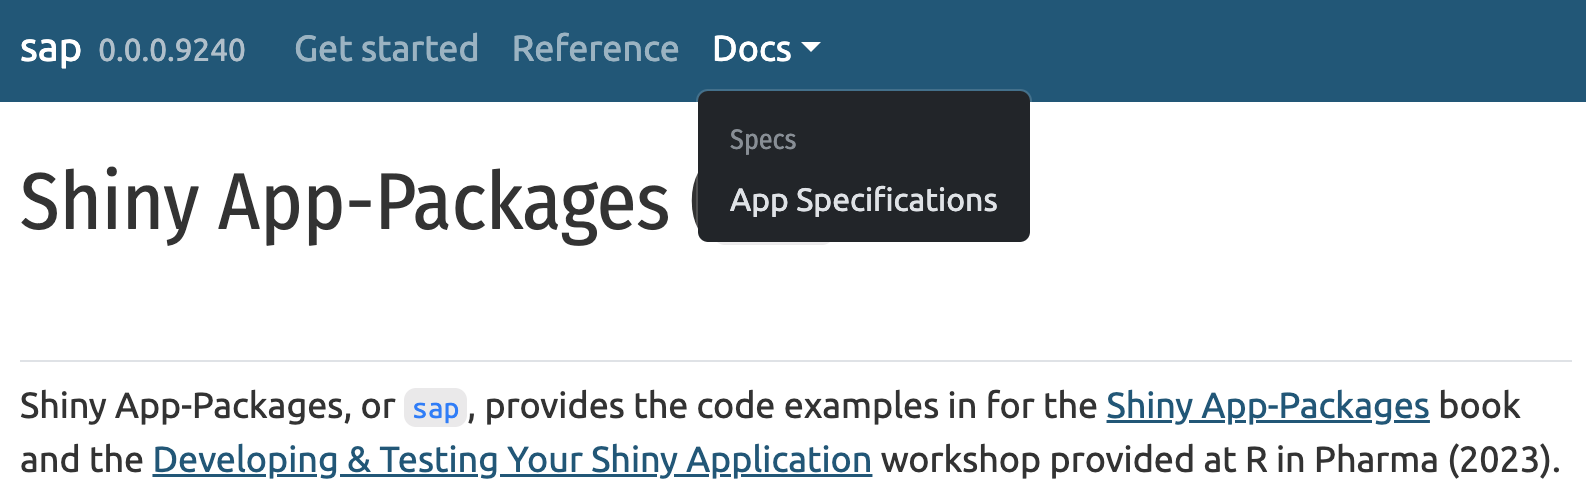 sap 0.0.0.9240 Get started Reference Docs
Specs
App Specifications
Shiny App-Packages (
Shiny App-Packages, or sap, provides the code examples in for the Shiny App-Packages book
and the Developing & Testing Your Shiny Application workshop provided at R in Pharma (2023).